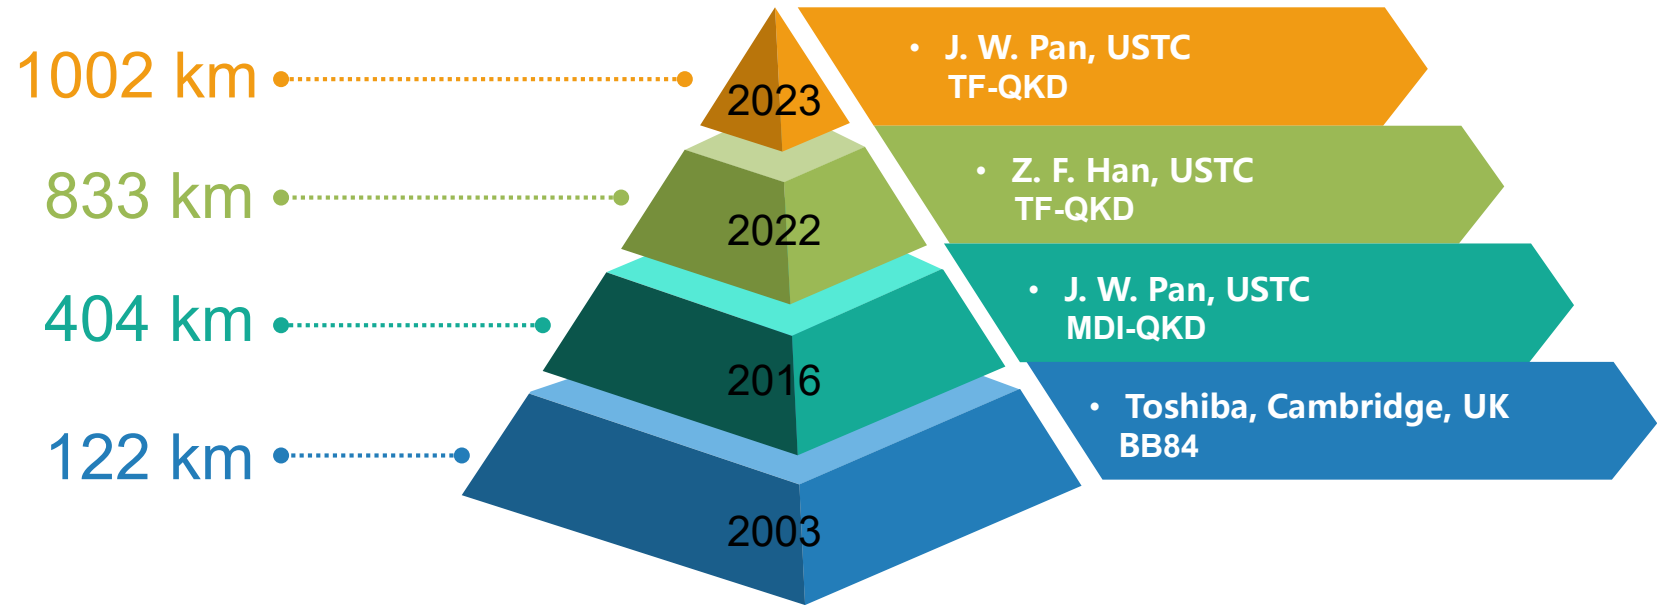 1002 km
2023
• J. W. Pan, USTC
TF-QKD
833 km
2022
• Z. F. Han, USTC
TF-QKD
404 km
2016
• J. W. Pan, USTC
MDI-QKD
122 km
2003
• Toshiba, Cambridge, UK
BB84